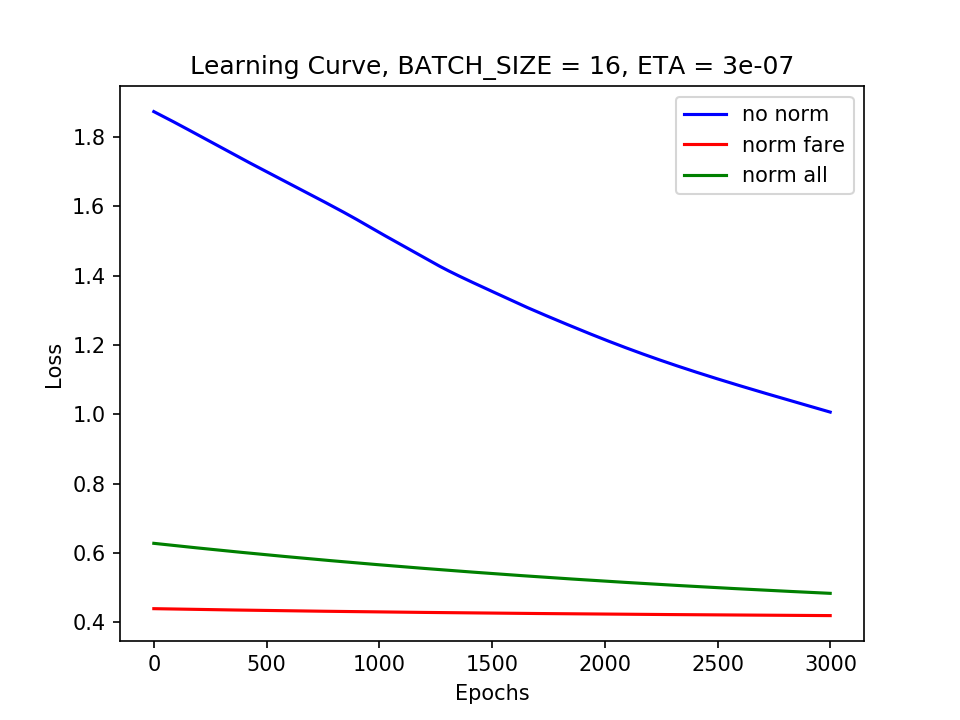 Learning Curve, BATCH_SIZE = 16, ETA = 3e-07
no norm
norm fare
norm all
Loss
1.8
1.6
1.4
1.2
1.0
0.8
0.6
0.4
0 500 1000 1500 2000 2500 3000
Epochs